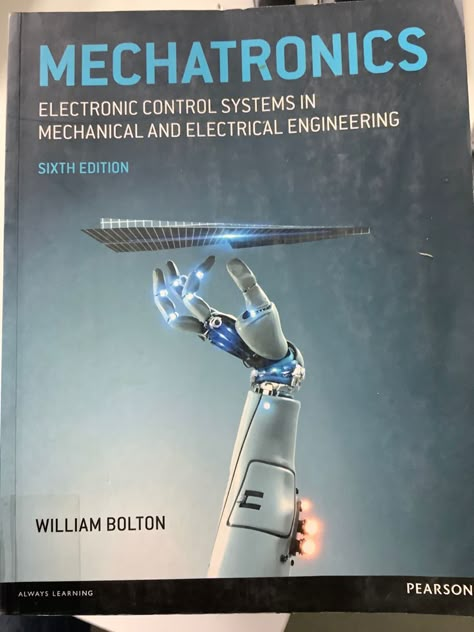 MECHATRONICS
ELECTRONIC CONTROL SYSTEMS IN
MECHANICAL AND ELECTRICAL ENGINEERING
SIXTH EDITION
WILLIAM BOLTON
ALWAYS LEARNING
PEARSON